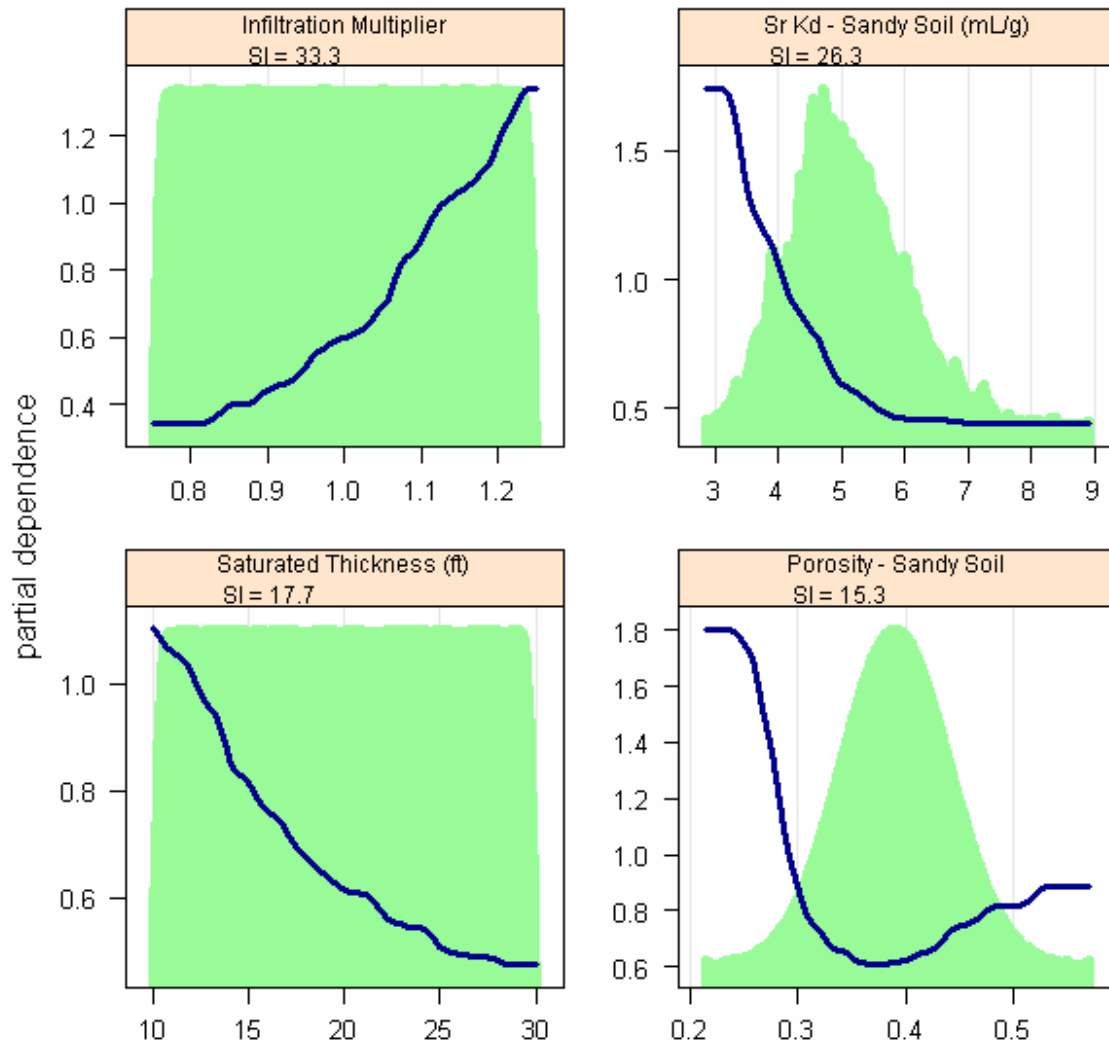 Infiltration Multiplier
SI = 33.3
Sr Kd - Sandy Soil (mL/g)
SI = 26.3
1.2
1.0
0.8
0.6
0.4
0.8 0.9 1.0 1.1 1.2
1.5
1.0
0.5
3 4 5 6 7 8 9
partial dependence
Saturated Thickness (ft)
SI = 17.7
Porosity - Sandy Soil
SI = 15.3
1.0
0.8
0.6
10 15 20 25 30
1.8
1.6
1.4
1.2
1.0
0.8
0.6
0.2 0.3 0.4 0.5